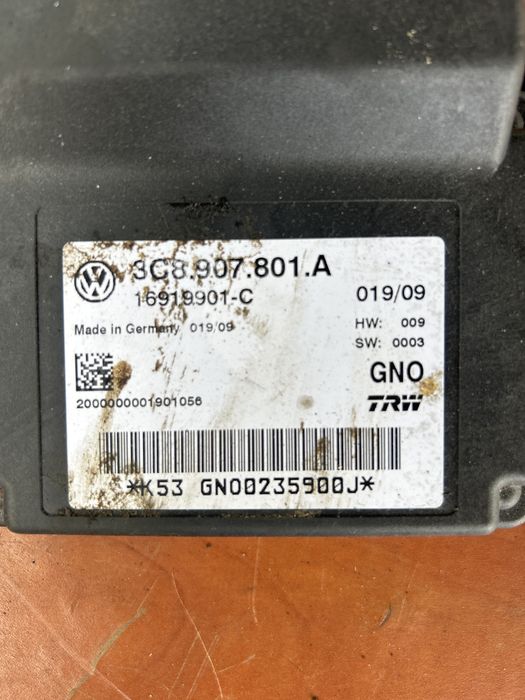 3C8.907.801.A
16919901-C
019/09
Made in Germany 019/09
HW: 009
SW: 0003
GNO
2000000001901056
TRW
*K53 GNO0235900J*